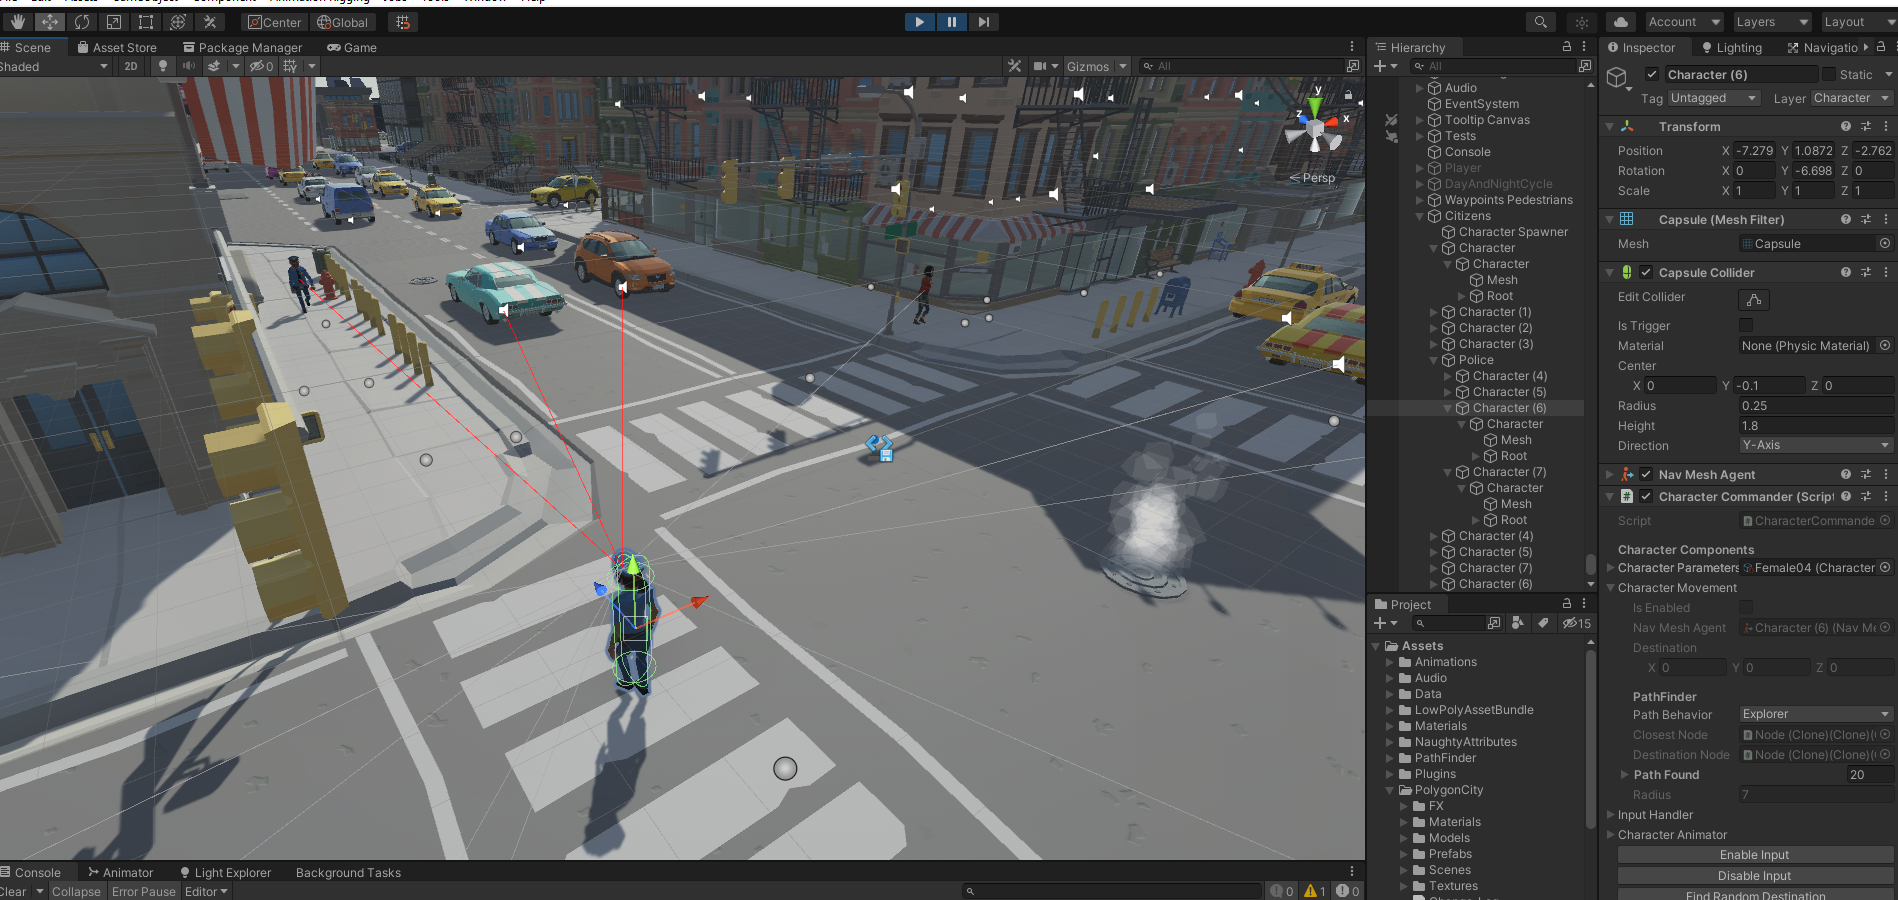 Center
Global
Account
Layers
Layout
Scene
Asset Store
Package Manager
Game
Shaded
2D
0
Gizmos
All
y
x
z
Persp
Hierarchy
All
Audio
EventSystem
Tooltip Canvas
Tests
Console
Player
DayAndNightCycle
Waypoints Pedestrians
Citizens
Character Spawner
Character
Character
Mesh
Root
Character (1)
Character (2)
Character (3)
Police
Character (4)
Character (5)
Character (6)
Character
Mesh
Root
Character (7)
Character
Mesh
Root
Character (4)
Character (5)
Character (7)
Character (6)
Project
15
Assets
Animations
Audio
Data
LowPolyAssetBundle
Materials
NaughtyAttributes
PathFinder
Plugins
PolygonCity
FX
Materials
Models
Prefabs
Scenes
Textures
Inspector
Lighting
Navigatio
Character (6)
Static
Tag Untagged Layer Character
Transform
Position X -7.279 Y 1.0872 Z -2.762
Rotation X 0 Y -6.698 Z 0
Scale X 1 Y 1 Z 1
Capsule (Mesh Filter)
Mesh Capsule
Capsule Collider
Edit Collider
Is Trigger
Material None (Physic Material)
Center
X 0 Y -0.1 Z 0
Radius 0.25
Height 1.8
Direction Y-Axis
Nav Mesh Agent
Character Commander (Script
Script CharacterCommande
Character Components
Character Parameters Female04 (Character
Character Movement
Is Enabled
Nav Mesh Agent Character (6) (Nav Me
Destination
X 0 Y 0 Z 0
PathFinder
Path Behavior Explorer
Closest Node Node (Clone)(Clone)(
Destination Node Node (Clone)(Clone)(
Path Found 20
Radius 7
Input Handler
Character Animator
Enable Input
Disable Input
Find Random Destination
Console
Animator
Light Explorer
Background Tasks
Clear
Collapse
Error Pause
Editor
0
1
0